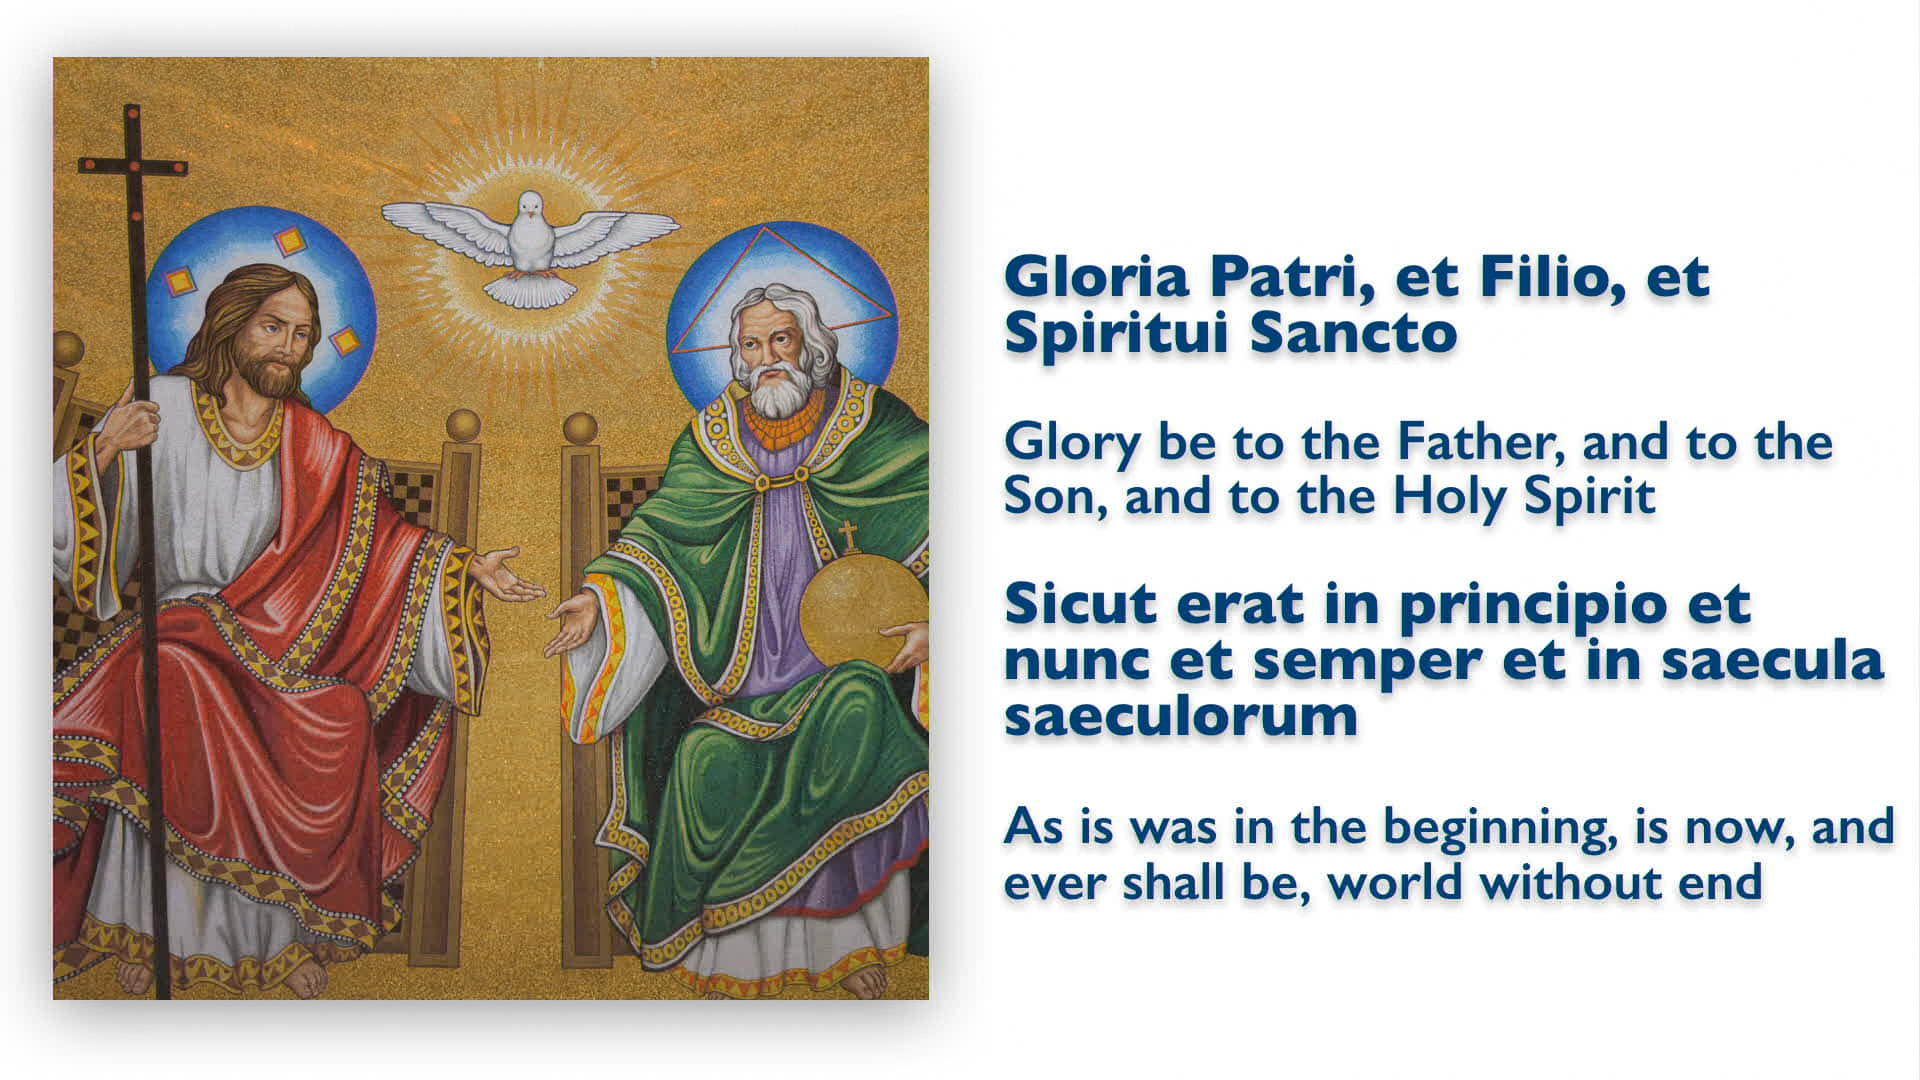 Gloria Patri, et Filio, et
Spiritui Sancto
Glory be to the Father, and to the
Son, and to the Holy Spirit
Sicut erat in principio et
nunc et semper et in saecula
saeculorum
As is was in the beginning, is now, and
ever shall be, world without end